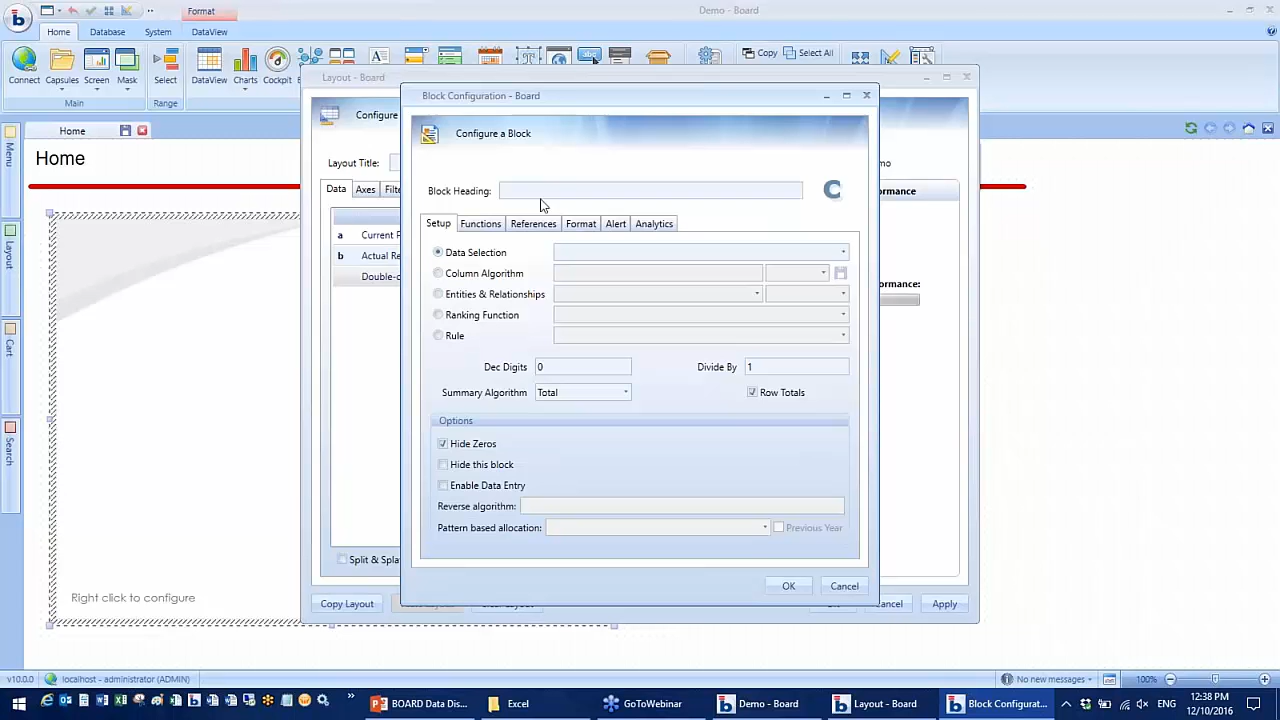 Format
Demo - Board
Home
Database
System
DataView
Connect
Capsules
Screen
Mask
Select
DataView
Charts
Cockpit
Copy
Select All
Main
Range
Layout - Board
Block Configuration - Board
Home
Configure
Configure a Block
Menu
Home
Layout Title:
Block Heading:
C
Data
Axes
a
Current P
b
Actual Re
Double-c
Setup
Functions
References
Format
Alert
Analytics
Data Selection
Column Algorithm
Entities & Relationships
Ranking Function
Rule
Dec Digits
0
Divide By
1
Summary Algorithm
Total
Row Totals
Options
Hide Zeros
Hide this block
Enable Data Entry
Reverse algorithm:
Pattern based allocation:
Previous Year
Layout
Cart
Search
Split & Spla
OK
Cancel
Right click to configure
Copy Layout
Apply
v10.0.0
localhost - administrator (ADMIN)
No new messages
100%
BOARD Data Dis...
Excel
GoToWebinar
Demo - Board
Layout - Board
Block Configurat...
ENG
12:38 PM
12/10/2016